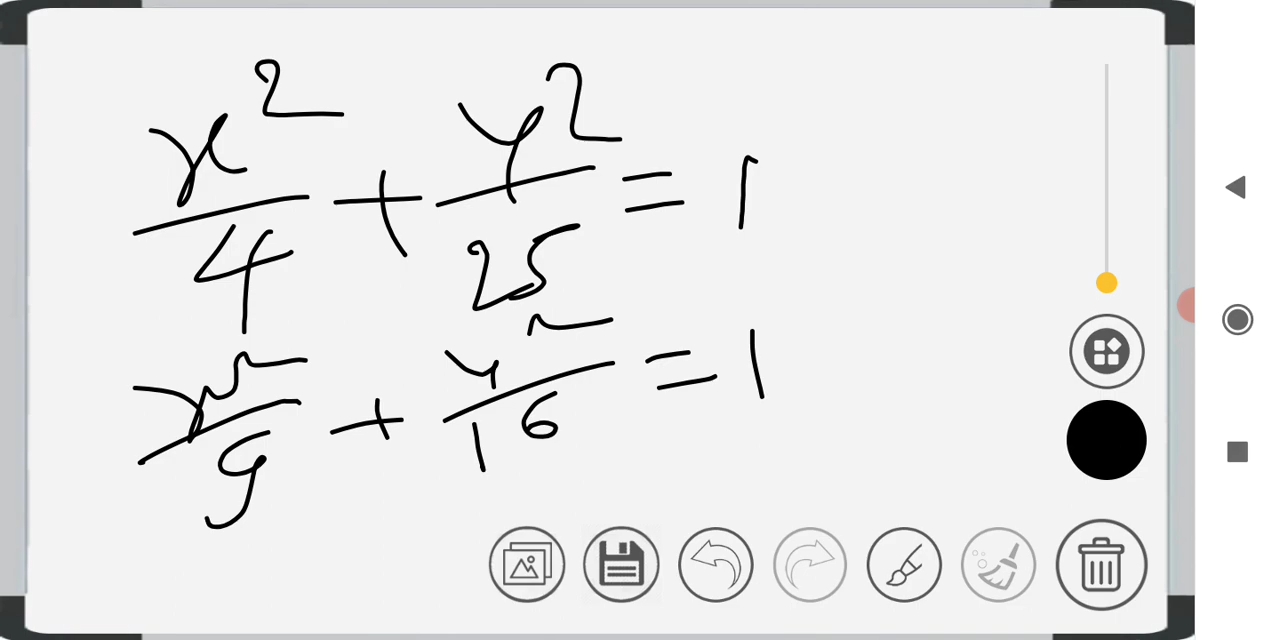 x²/4 + y²/25 = 1
x²/9 + y²/16 = 1